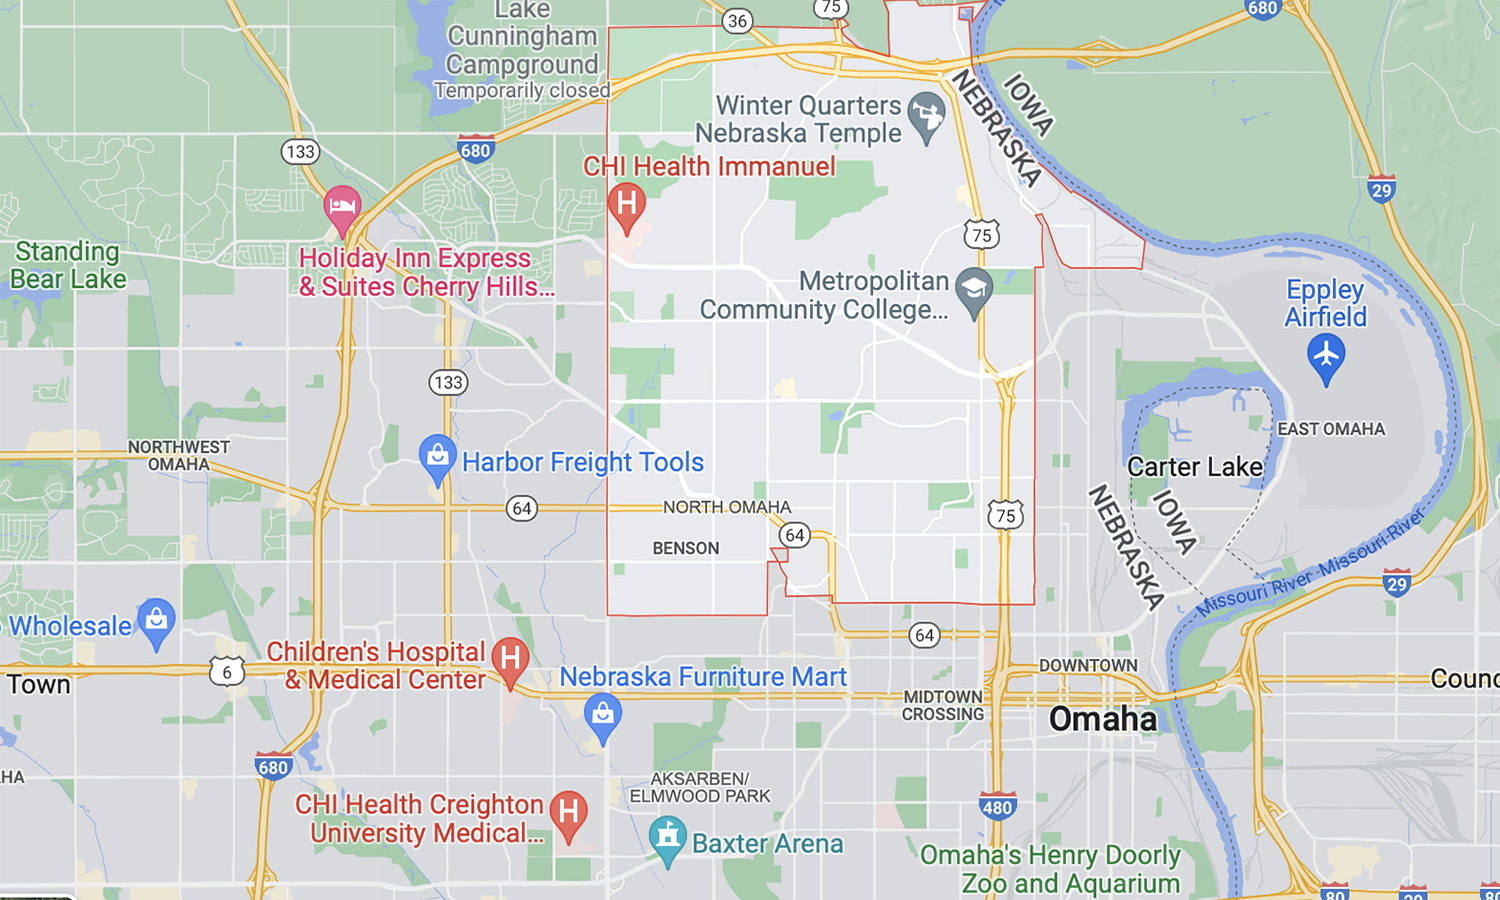 Lake
Cunningham
Campground
Temporarily closed
36
75
680
Winter Quarters
Nebraska Temple
IOWA
NEBRASKA
133
680
CHI Health Immanuel
H
29
Standing
Bear Lake
Holiday Inn Express
& Suites Cherry Hills...
75
Metropolitan
Community College...
Eppley
Airfield
133
NORTHWEST
OMAHA
Harbor Freight Tools
EAST OMAHA
Carter Lake
64
NORTH OMAHA
75
IOWA
NEBRASKA
64
BENSON
Missouri River
Missouri River
29
Wholesale
Children's Hospital
& Medical Center
H
64
6
Town
DOWNTOWN
Nebraska Furniture Mart
MIDTOWN
CROSSING
Omaha
Counc
680
HA
AKSARBEN/
ELMWOOD PARK
CHI Health Creighton
University Medical...
H
480
Baxter Arena
Omaha's Henry Doorly
Zoo and Aquarium
80
29
80